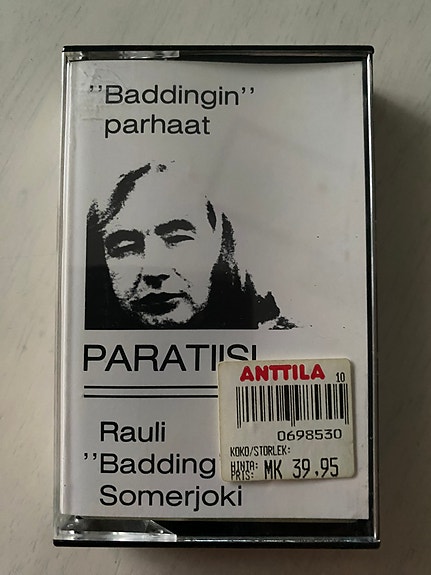 ''Baddingin''
parhaat
PARATIISI
ANTTILA
10
0698530
KOKO/STORLEK:
HINTA:
PRIS: MK 39,95
Rauli
''Badding
Somerjoki